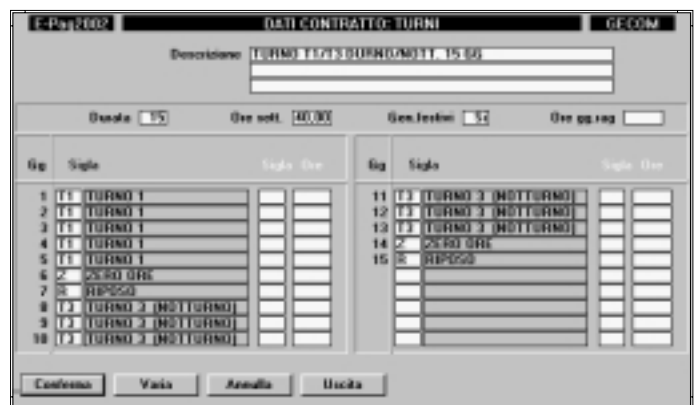 E-Pag2002 DATI CONTRATTO: TURNI GECOM
Descrizione TURNO T1/T3 DIURNO/NOTT. 15 GG
Durata 15 Ore sett. 40,00 Gen.festivi Si Ore gg.rag
Gg Sigla Sigla Ore Gg Sigla Sigla Ore
1 T1 TURNO 1 11 T3 TURNO 3 (NOTTURNO)
2 T1 TURNO 1 12 T3 TURNO 3 (NOTTURNO)
3 T1 TURNO 1 13 T3 TURNO 3 (NOTTURNO)
4 T1 TURNO 1 14 Z ZERO ORE
5 T1 TURNO 1 15 R RIPOSO
6 Z ZERO ORE
7 R RIPOSO
8 T3 TURNO 3 (NOTTURNO)
9 T3 TURNO 3 (NOTTURNO)
10 T3 TURNO 3 (NOTTURNO)
Conferma Varia Annulla Uscita